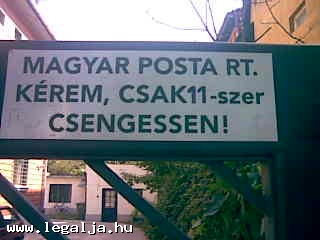 MAGYAR POSTA RT.
KÉREM, CSAK11-szer
CSENGESSEN!
www.legalja.hu